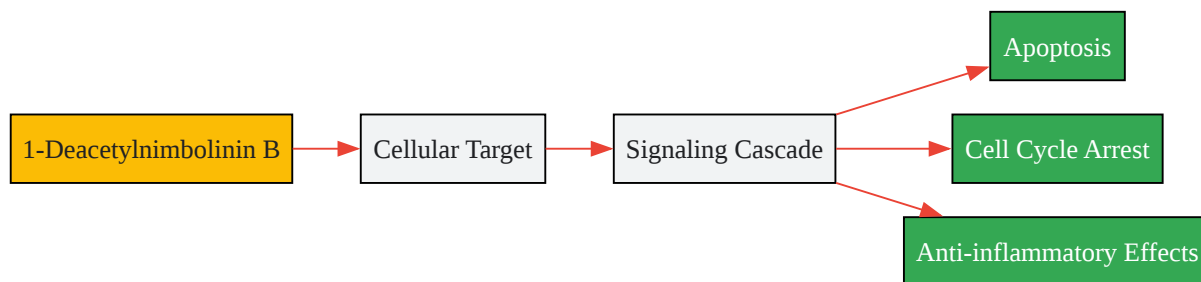 Apoptosis
1-Deacetylnimbolinin B
Cellular Target
Signaling Cascade
Cell Cycle Arrest
Anti-inflammatory Effects